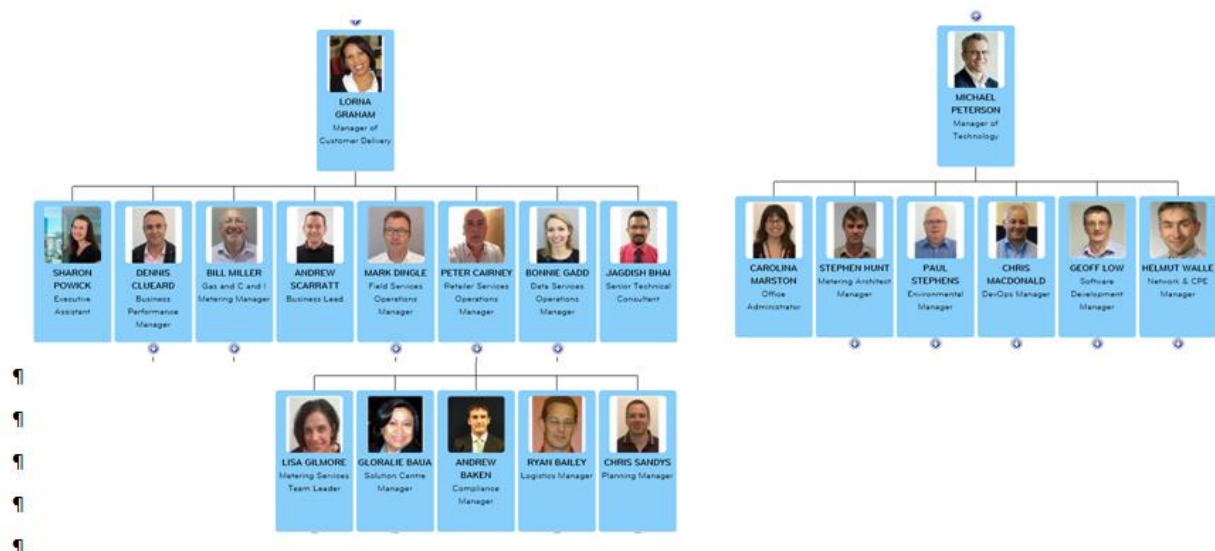 LORNA
GRAHAM
Manager of
Customer Delivery
MICHAEL
PETERSON
Manager of
Technology
SHARON
POWICK
Executive
Assistant
DENNIS
CLUEARD
Business
Performance
Manager
BILL MILLER
Gas and C and I
Metering Manager
ANDREW
SCARRATT
Business Lead
MARK DINGLE
Field Services
Operations
Manager
PETER CAIRNEY
Retailer Services
Operations
Manager
BONNIE GADD
Data Services
Operations
Manager
JAGDISH BHAI
Senior Technical
Consultant
CAROLINA
MARSTON
Office
Administrator
STEPHEN HUNT
Metering Architect
Manager
PAUL
STEPHENS
Environmental
Manager
CHRIS
MACDONALD
DevOps Manager
GEOFF LOW
Software
Development
Manager
HELMUT WALLE
Network & CPE
Manager
¶
¶
¶
¶
¶
LISA GILMORE
Metering Services
Team Leader
GLORALIE BAUA
Solution Centre
Manager
ANDREW
BAKEN
Compliance
Manager
RYAN BAILEY
Logistics Manager
CHRIS SANDYS
Planning Manager